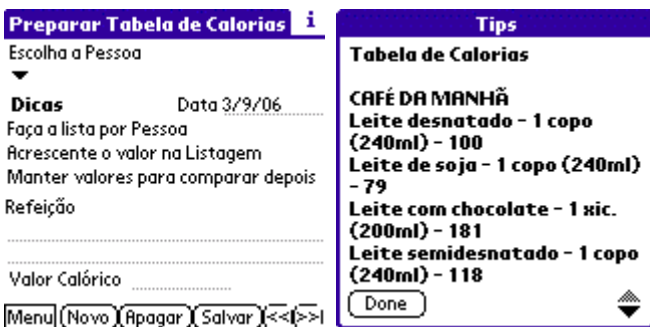 Preparar Tabela de Calorias i
Escolha a Pessoa
Dicas Data 3/9/06
Faça a lista por Pessoa
Acrescente o valor na Listagem
Manter valores para comparar depois
Refeição
Valor Calórico
Menu Novo Apagar Salvar << >>
Tips
Tabela de Calorias
CAFÉ DA MANHÃ
Leite desnatado - 1 copo
(240ml) - 100
Leite de soja - 1 copo (240ml)
- 79
Leite com chocolate - 1 xic.
(200ml) - 181
Leite semidesnatado - 1 copo
(240ml) - 118
Done